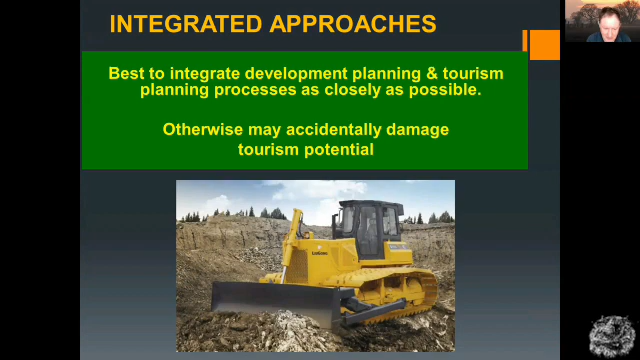 INTEGRATED APPROACHES
Best to integrate development planning & tourism
planning processes as closely as possible.
Otherwise may accidentally damage
tourism potential